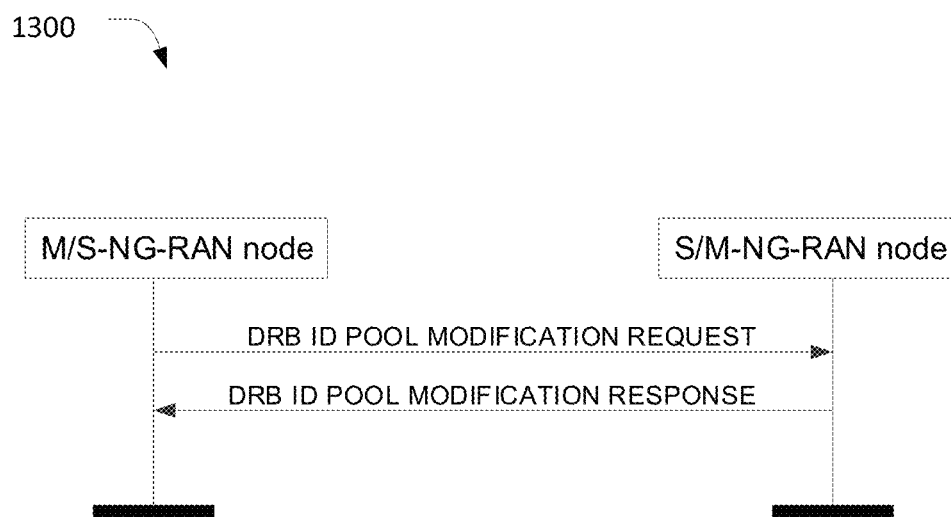 1300
M/S-NG-RAN node
S/M-NG-RAN node
DRB ID POOL MODIFICATION REQUEST
DRB ID POOL MODIFICATION RESPONSE